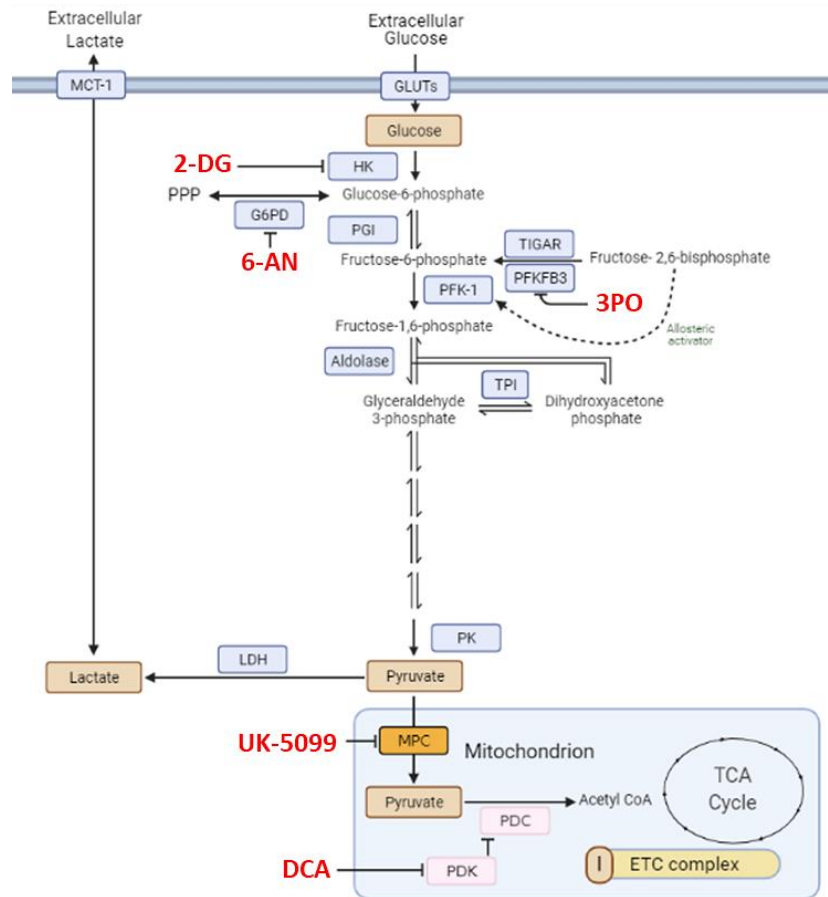 Extracellular
Lactate
Extracellular
Glucose
MCT-1
GLUTs
Glucose
2-DG
HK
PPP
Glucose-6-phosphate
G6PD
PGI
6-AN
TIGAR
Fructose-6-phosphate
Fructose- 2,6-bisphosphate
PFKFB3
PFK-1
3PO
Fructose-1,6-phosphate
Allosteric
activator
Aldolase
TPI
Glyceraldehyde
3-phosphate
Dihydroxyacetone
phosphate
PK
LDH
Lactate
Pyruvate
UK-5099
MPC
Mitochondrion
TCA
Cycle
Pyruvate
Acetyl CoA
PDC
DCA
PDK
I
ETC complex